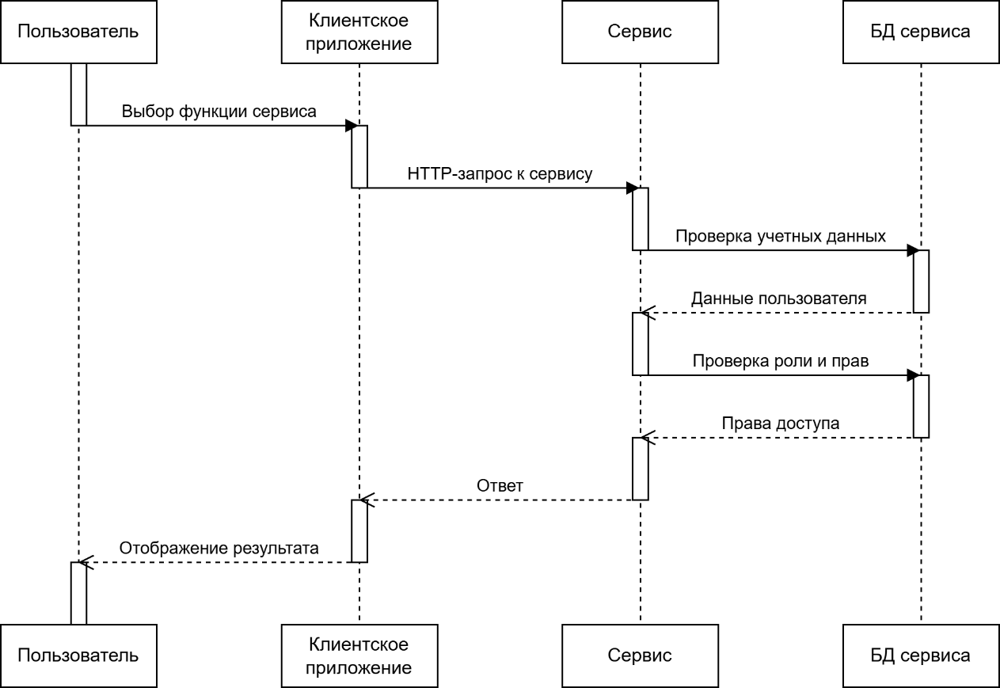 Пользователь
Клиентское
приложение
Сервис
БД сервиса
Выбор функции сервиса
HTTP-запрос к сервису
Проверка учетных данных
Данные пользователя
Проверка роли и прав
Права доступа
Ответ
Отображение результата
Пользователь
Клиентское
приложение
Сервис
БД сервиса